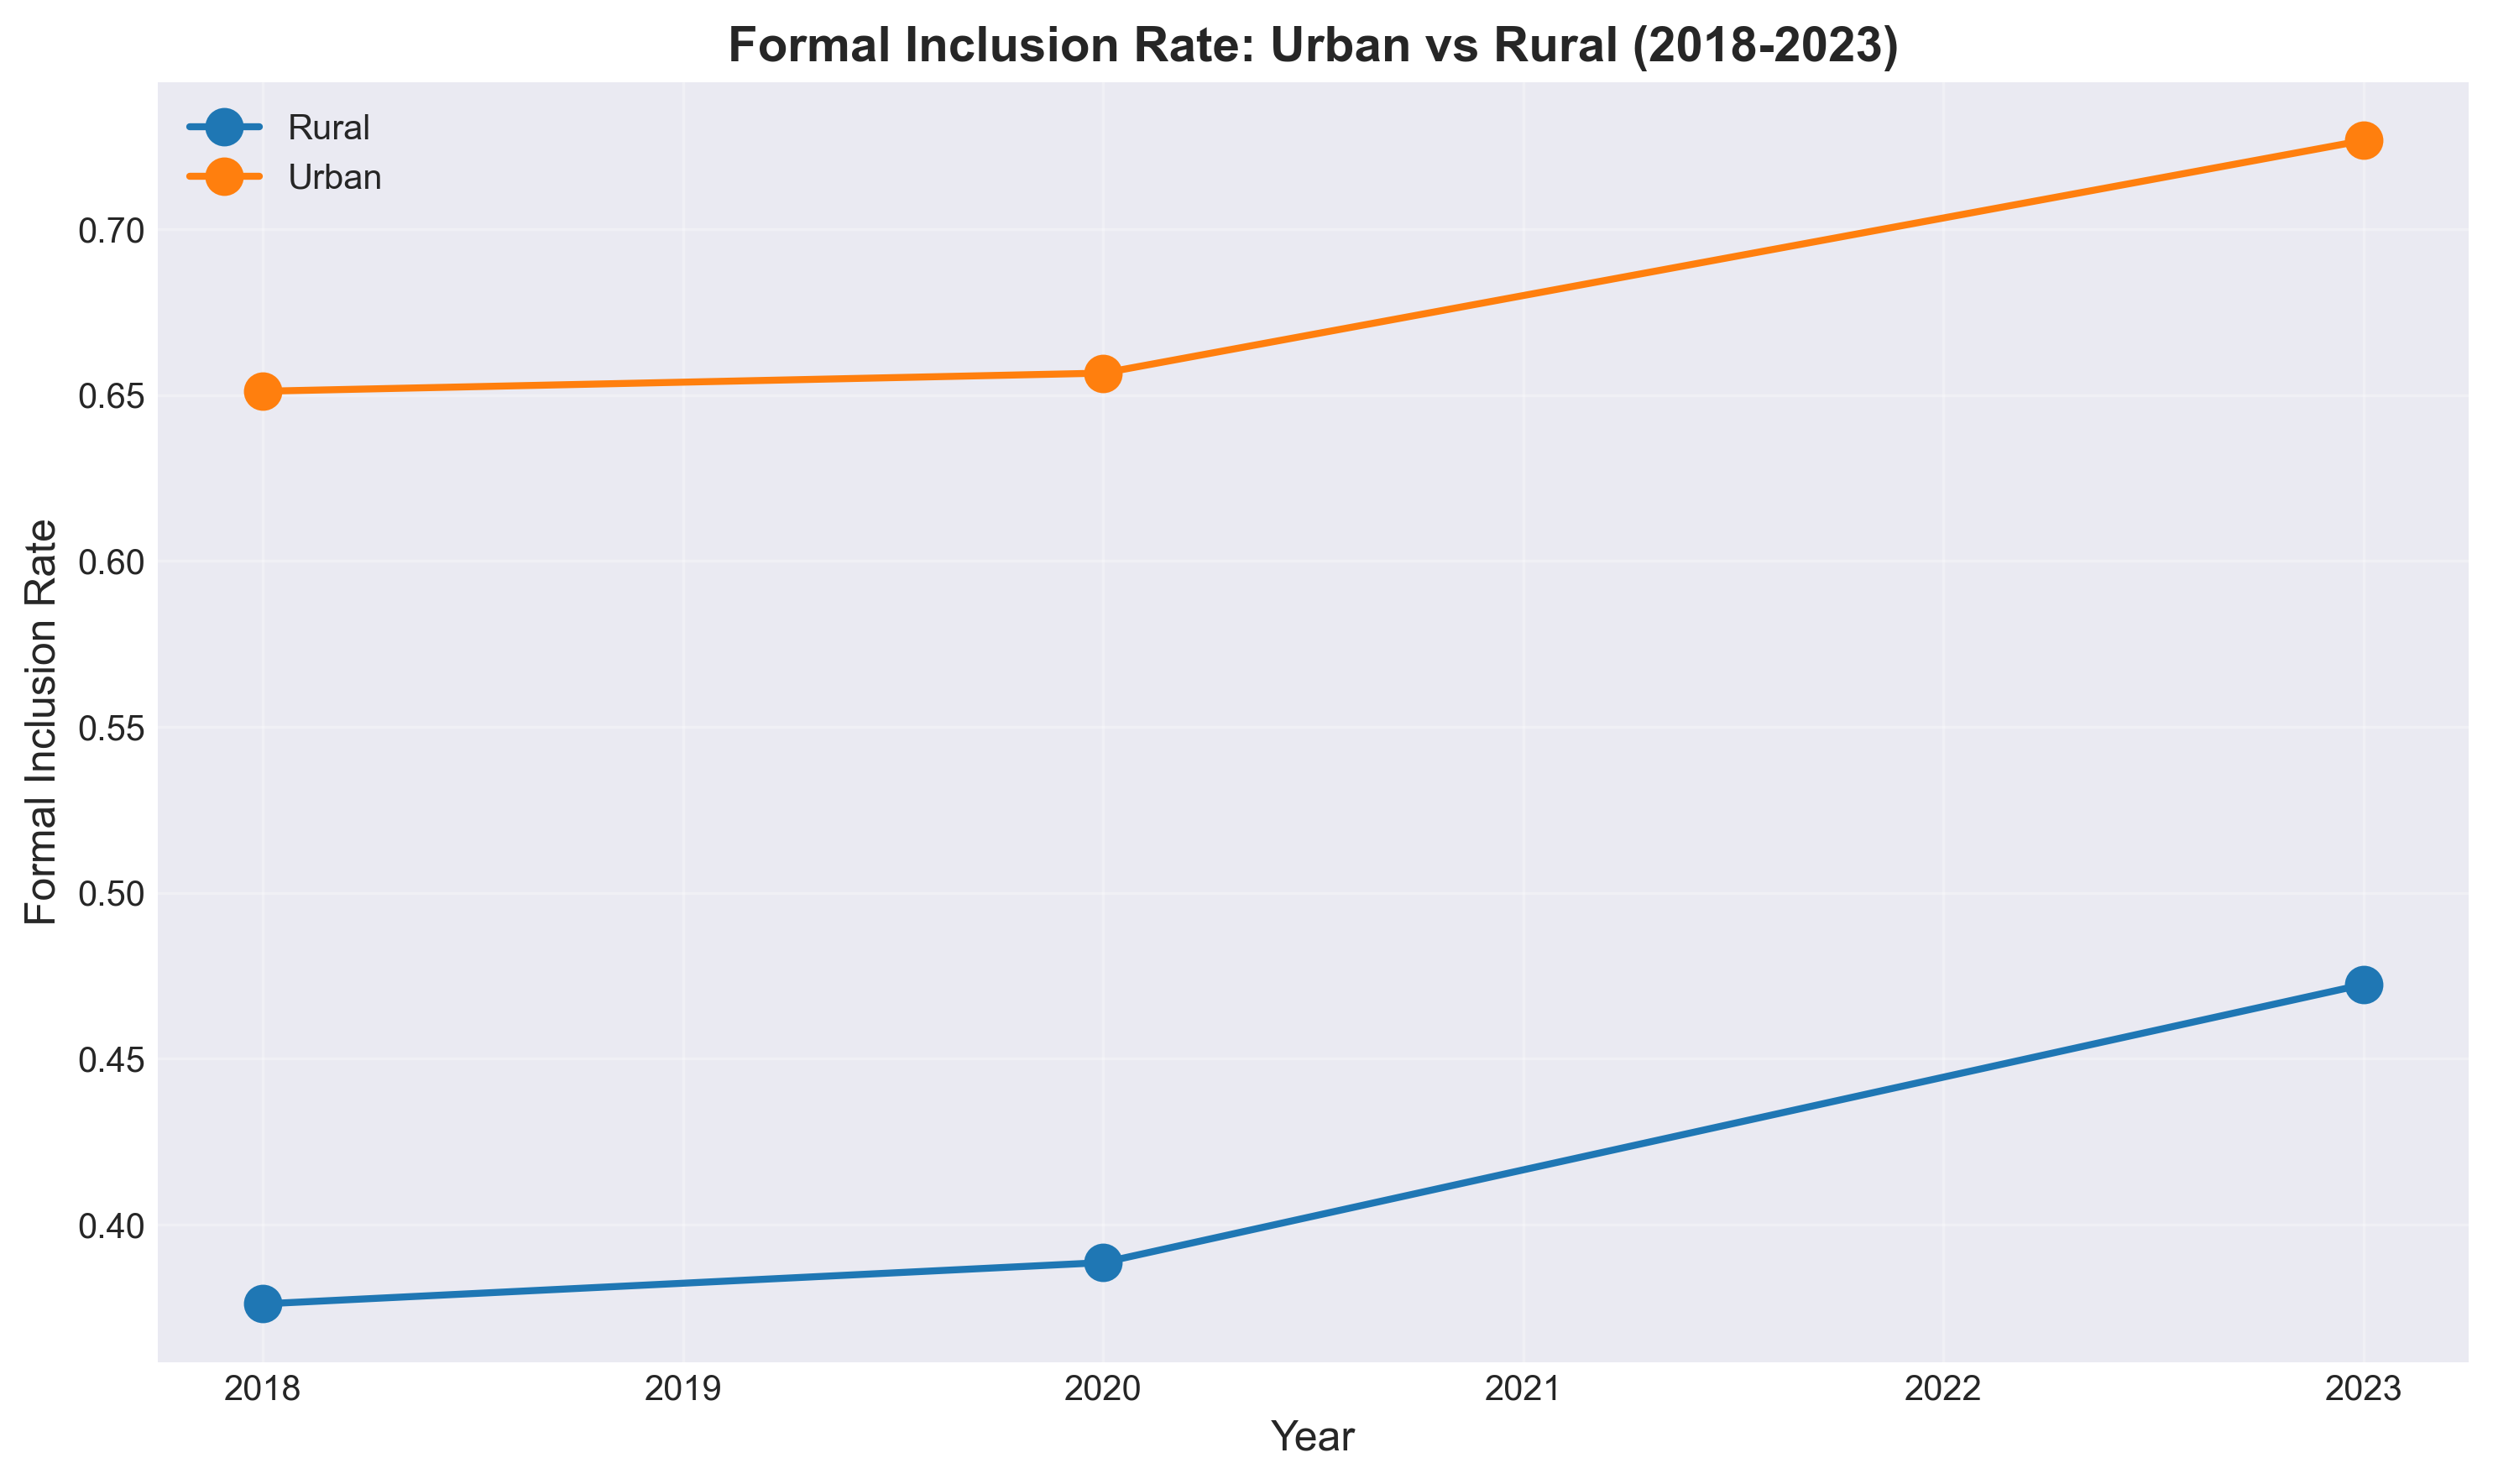 Formal Inclusion Rate: Urban vs Rural (2018-2023)
Rural
Urban
0.70
0.65
0.60
0.55
0.50
0.45
0.40
Formal Inclusion Rate
2018 2019 2020 2021 2022 2023
Year